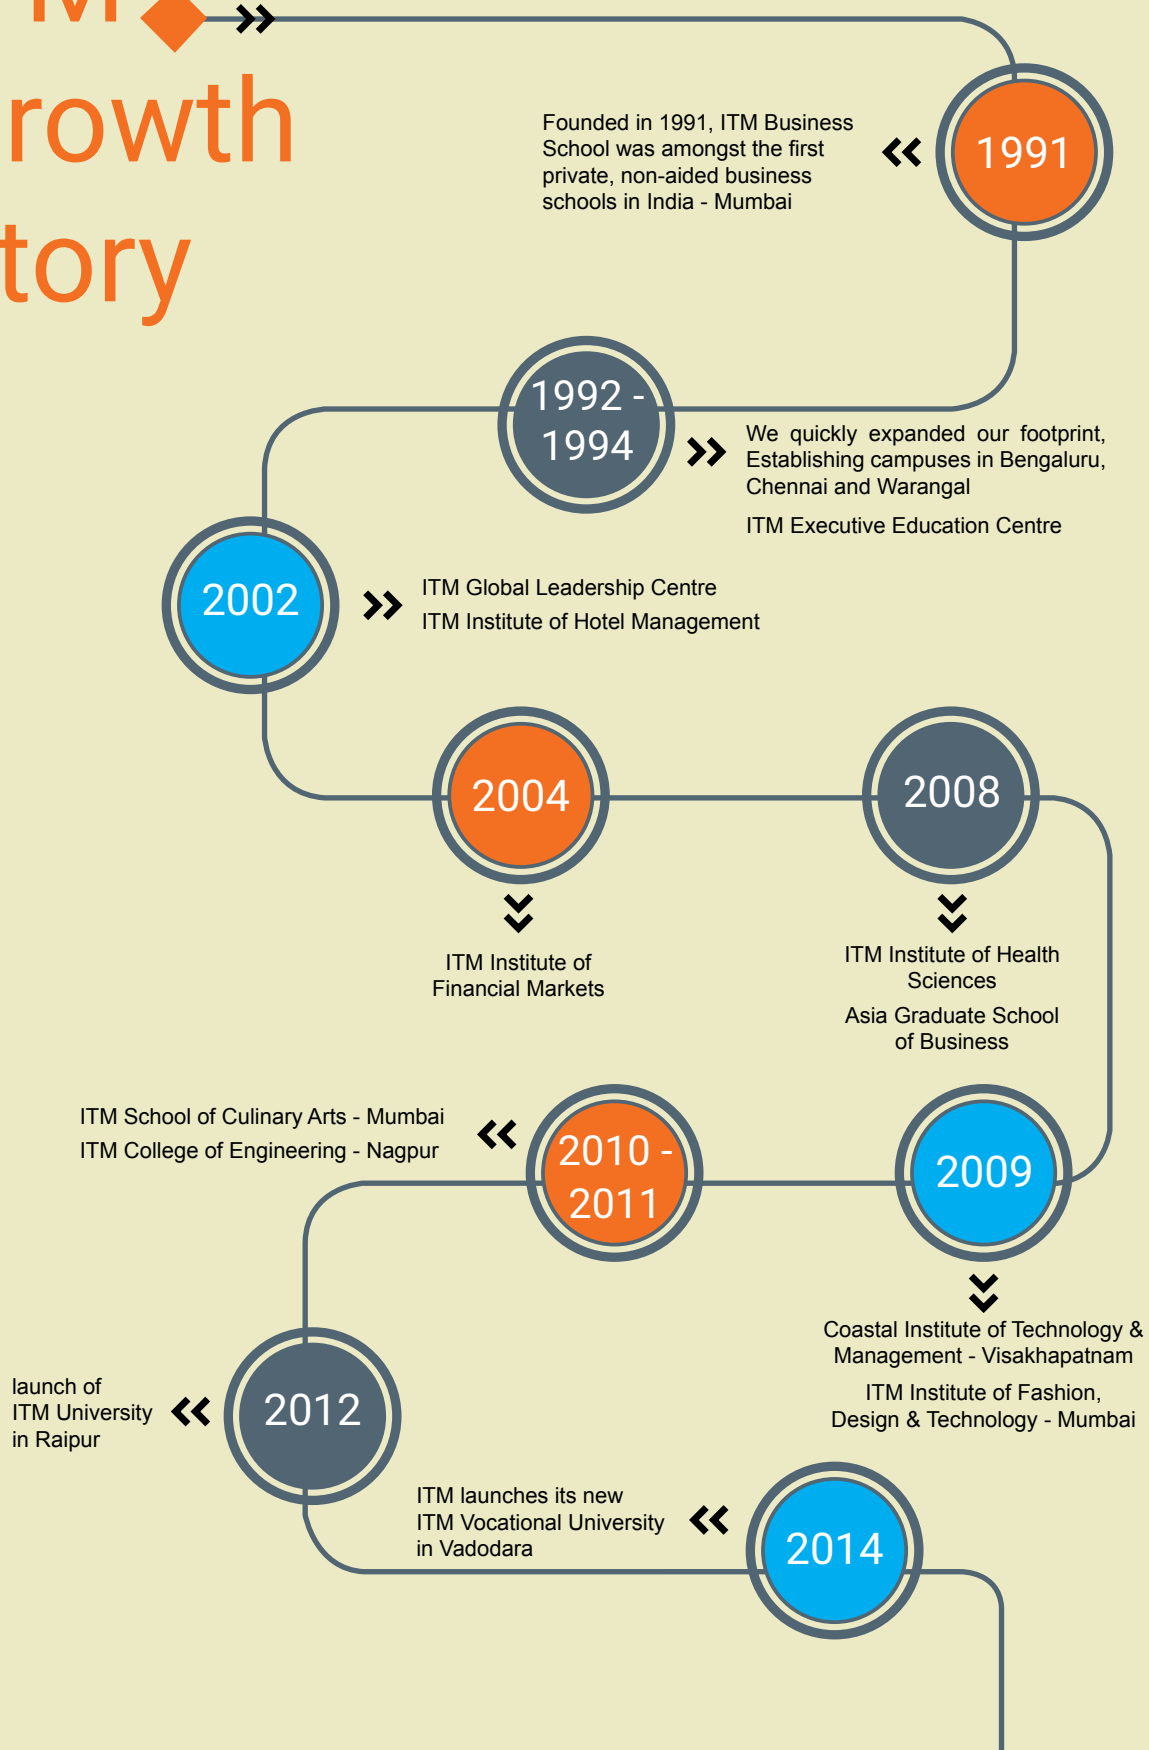 M
rowth
tory
1991
Founded in 1991, ITM Business
School was amongst the first
private, non-aided business
schools in India - Mumbai
1992 -
1994
We quickly expanded our footprint,
Establishing campuses in Bengaluru,
Chennai and Warangal
ITM Executive Education Centre
2002
ITM Global Leadership Centre
ITM Institute of Hotel Management
2004
ITM Institute of
Financial Markets
2008
ITM Institute of Health
Sciences
Asia Graduate School
of Business
2009
Coastal Institute of Technology &
Management - Visakhapatnam
ITM Institute of Fashion,
Design & Technology - Mumbai
2010 -
2011
ITM School of Culinary Arts - Mumbai
ITM College of Engineering - Nagpur
2012
launch of
ITM University
in Raipur
2014
ITM launches its new
ITM Vocational University
in Vadodara